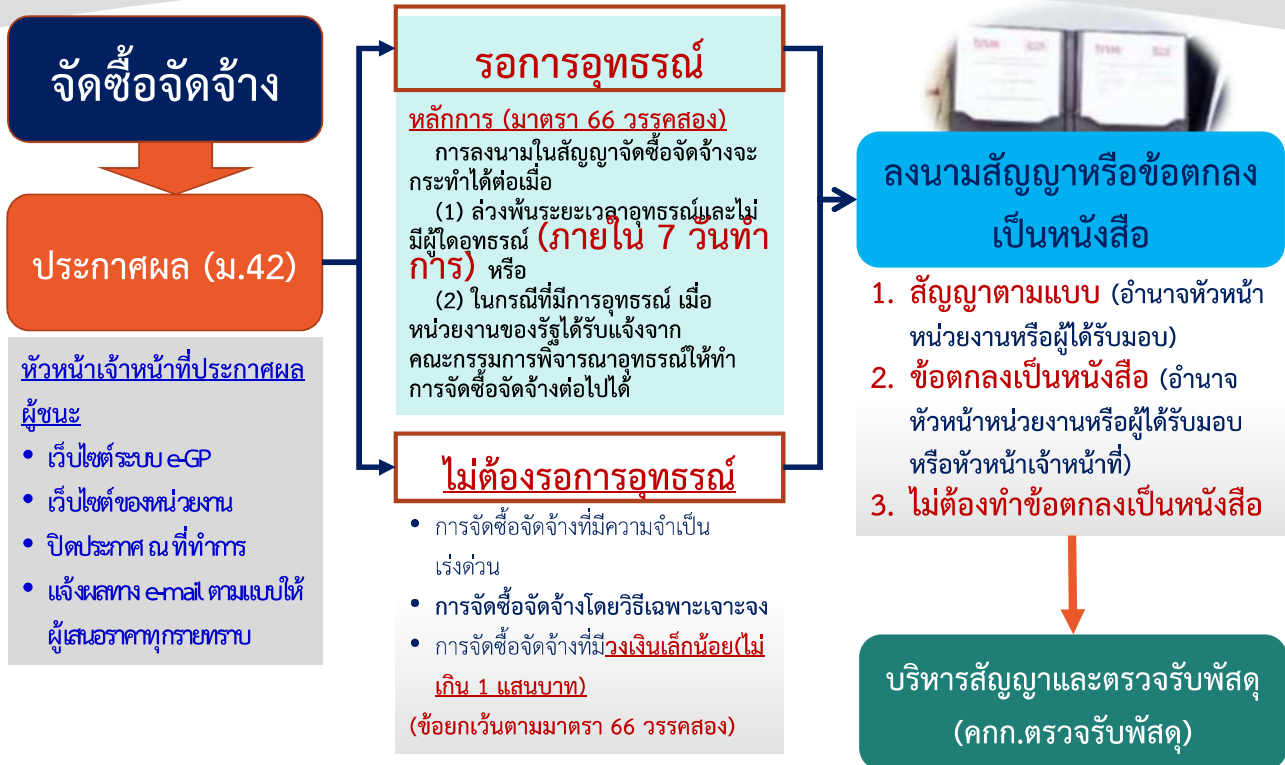 จัดซื้อจัดจ้าง
ประกาศผล (ม.42)
หัวหน้าเจ้าหน้าที่ประกาศผล
ผู้ชนะ
• เว็บไซต์ระบบ e-GP
• เว็บไซต์ของหน่วยงาน
• ปิดประกาศ ณ ที่ทำการ
• แจ้งผลทาง e-mail ตามแบบให้
ผู้เสนอราคาทุกรายทราบ
รอการอุทธรณ์
หลักการ (มาตรา 66 วรรคสอง)
การลงนามในสัญญาจัดซื้อจัดจ้างจะ
กระทำได้ต่อเมื่อ
(1) ล่วงพ้นระยะเวลาอุทธรณ์และไม่
มีผู้ใดอุทธรณ์ (ภายใน 7 วันทำ
การ) หรือ
(2) ในกรณีที่มีการอุทธรณ์ เมื่อ
หน่วยงานของรัฐได้รับแจ้งจาก
คณะกรรมการพิจารณาอุทธรณ์ให้ทำ
การจัดซื้อจัดจ้างต่อไปได้
ไม่ต้องรอการอุทธรณ์
• การจัดซื้อจัดจ้างที่มีความจำเป็น
เร่งด่วน
• การจัดซื้อจัดจ้างโดยวิธีเฉพาะเจาะจง
• การจัดซื้อจัดจ้างที่มีวงเงินเล็กน้อย(ไม่
เกิน 1 แสนบาท)
(ข้อยกเว้นตามมาตรา 66 วรรคสอง)
true true
ลงนามสัญญาหรือข้อตกลง
เป็นหนังสือ
1. สัญญาตามแบบ (อำนาจหัวหน้า
หน่วยงานหรือผู้ได้รับมอบ)
2. ข้อตกลงเป็นหนังสือ (อำนาจ
หัวหน้าหน่วยงานหรือผู้ได้รับมอบ
หรือหัวหน้าเจ้าหน้าที่)
3. ไม่ต้องทำข้อตกลงเป็นหนังสือ
บริหารสัญญาและตรวจรับพัสดุ
(คกก.ตรวจรับพัสดุ)